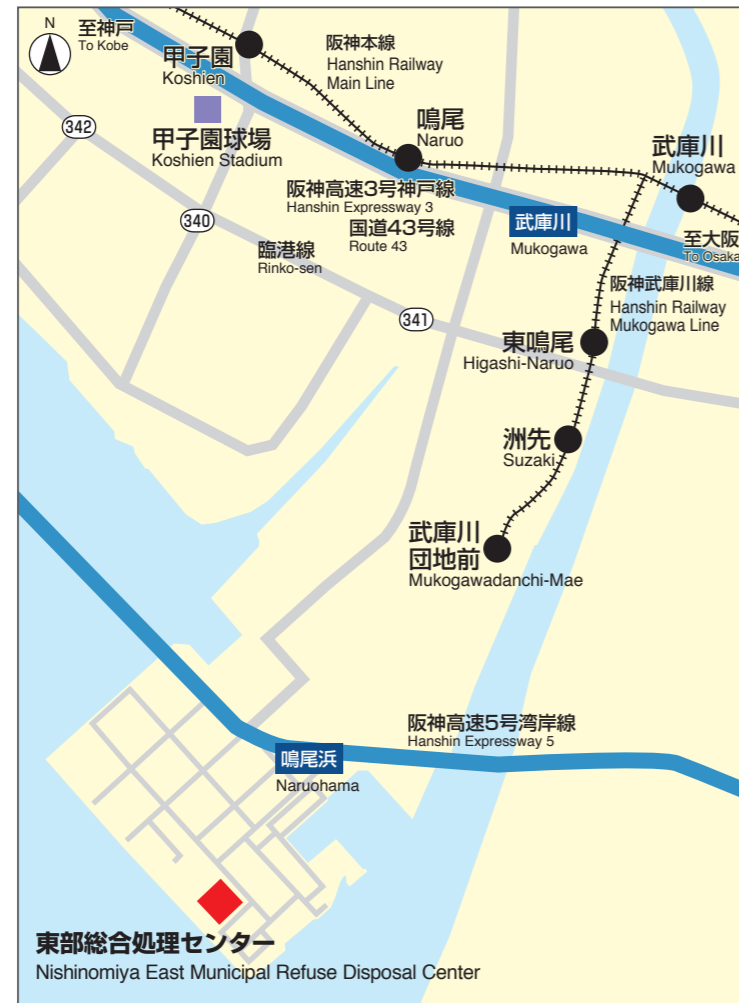 N
至神戸
To Kobe
甲子園
Koshien
阪神本線
Hanshin Railway
Main Line
342
甲子園球場
Koshien Stadium
鳴尾
Naruo
武庫川
Mukogawa
阪神高速3号神戸線
Hanshin Expressway 3
国道43号線
Route 43
武庫川
Mukogawa
至大阪
To Osaka
340
臨港線
Rinko-sen
阪神武庫川線
Hanshin Railway
Mukogawa Line
341
東鳴尾
Higashi-Naruo
洲先
Suzaki
武庫川
団地前
Mukogawadanchi-Mae
阪神高速5号湾岸線
Hanshin Expressway 5
鳴尾浜
Naruohama
東部総合処理センター
Nishinomiya East Municipal Refuse Disposal Center